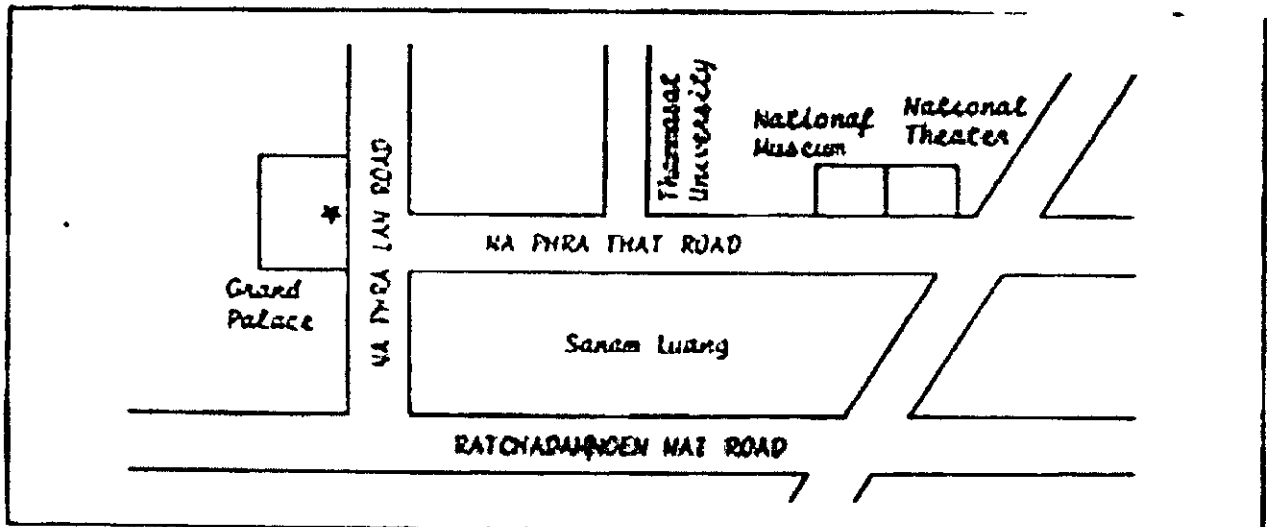 Thamasat
University
National
Museum
National
Theater
NA PHRA LAN ROAD
NA PHRA THAT ROAD
Grand
Palace
Sanam Luang
RATCHADAMNOEN NAI ROAD